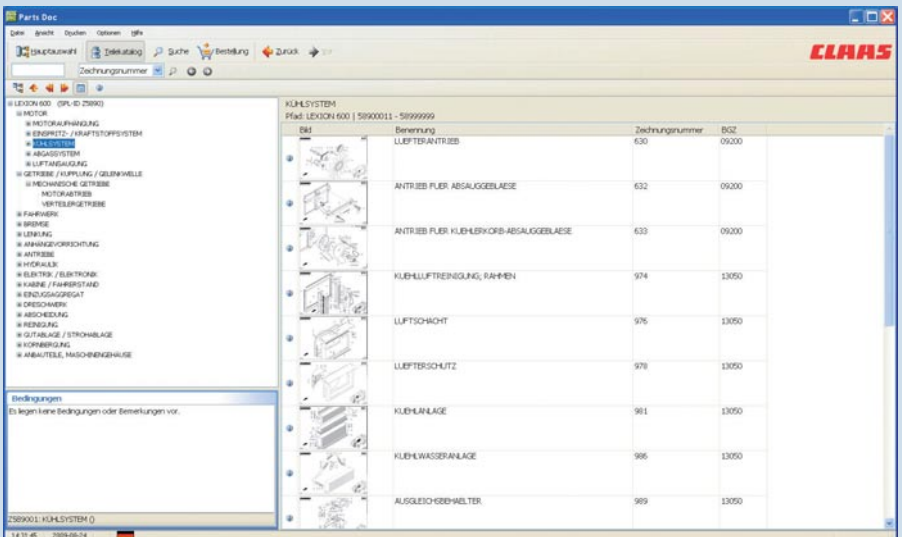 Parts Doc
Datei Ansicht Drucken Optionen Hilfe
Hauptauswahl Teilekatalog Suche Bestellung Zurück
CLAAS
Zeichnungsnummer
LEXION 600 (SPL-ID Z5890)
MOTOR
MOTORAUFHÄNGUNG
EINSPRITZ- / KRAFTSTOFFSYSTEM
KÜHLSYSTEM
ABGASSYSTEM
LUFTANSAUGUNG
GETRIEBE / KUPPLUNG / GELENKWELLE
MECHANISCHE GETRIEBE
MOTORABTRIEB
VERTEILERGETRIEBE
FAHRWERK
BREMSE
LENKUNG
ANHÄNGEVORRICHTUNG
ANTRIEBE
HYDRAULIK
ELEKTRIK / ELEKTRONIK
KABINE / FAHRERSTAND
EINZUGSAGGREGAT
DRESCHWERK
ABSCHEIDUNG
REINIGUNG
GUTABLAGE / STROHABLAGE
KORNBERGUNG
ANBAUTEILE, MASCHINENGEHÄUSE
Bedingungen
Es liegen keine Bedingungen oder Bemerkungen vor.
Z589001: KÜHLSYSTEM ()
KÜHLSYSTEM
Pfad: LEXION 600 | 58900011 - 58999999
Bild Benennung Zeichnungsnummer BGZ
LUEFTERANTRIEB 630 09200
ANTRIEB FUER ABSAUGGEBLAESE 632 09200
ANTRIEB FUER KUEHLERKORB-ABSAUGGEBLAESE 633 09200
KUEHLLUFTREINIGUNG; RAHMEN 974 13050
LUFTSCHACHT 976 13050
LUEFTERSCHUTZ 978 13050
KUEHLANLAGE 981 13050
KUEHLWASSERANLAGE 986 13050
AUSGLEICHSBEHAELTER 989 13050
14:31:45 2009-08-24